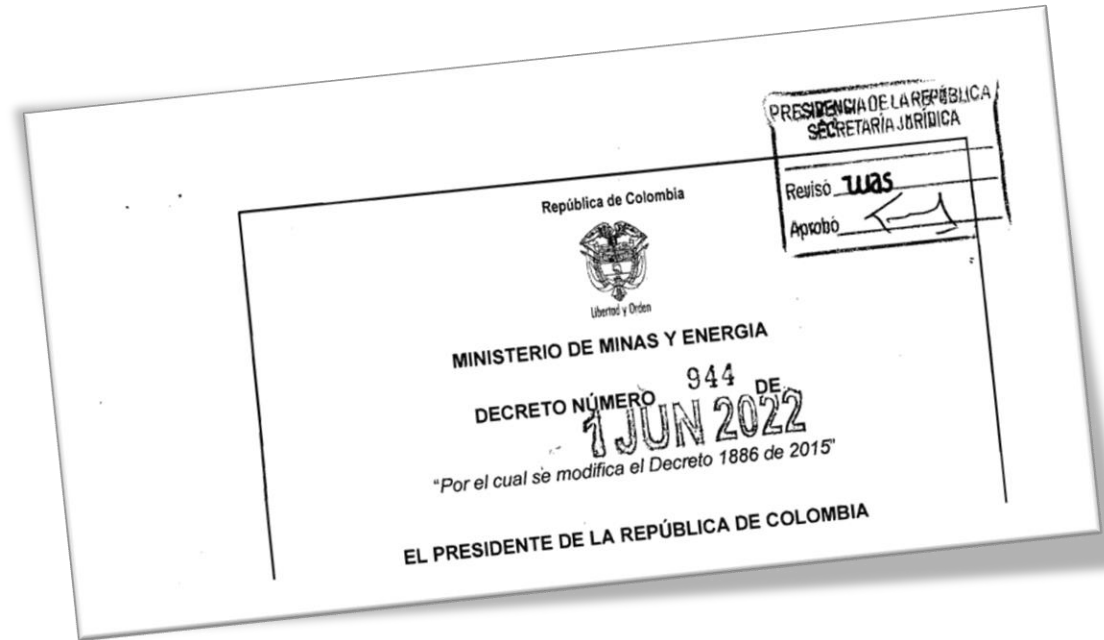 PRESIDENCIA DE LA REPÚBLICA
SECRETARÍA JURÍDICA
Revisó
Aprobó
República de Colombia
Libertad y Orden
MINISTERIO DE MINAS Y ENERGIA
DECRETO NÚMERO 944 DE
1 JUN 2022
"Por el cual se modifica el Decreto 1886 de 2015"
EL PRESIDENTE DE LA REPÚBLICA DE COLOMBIA